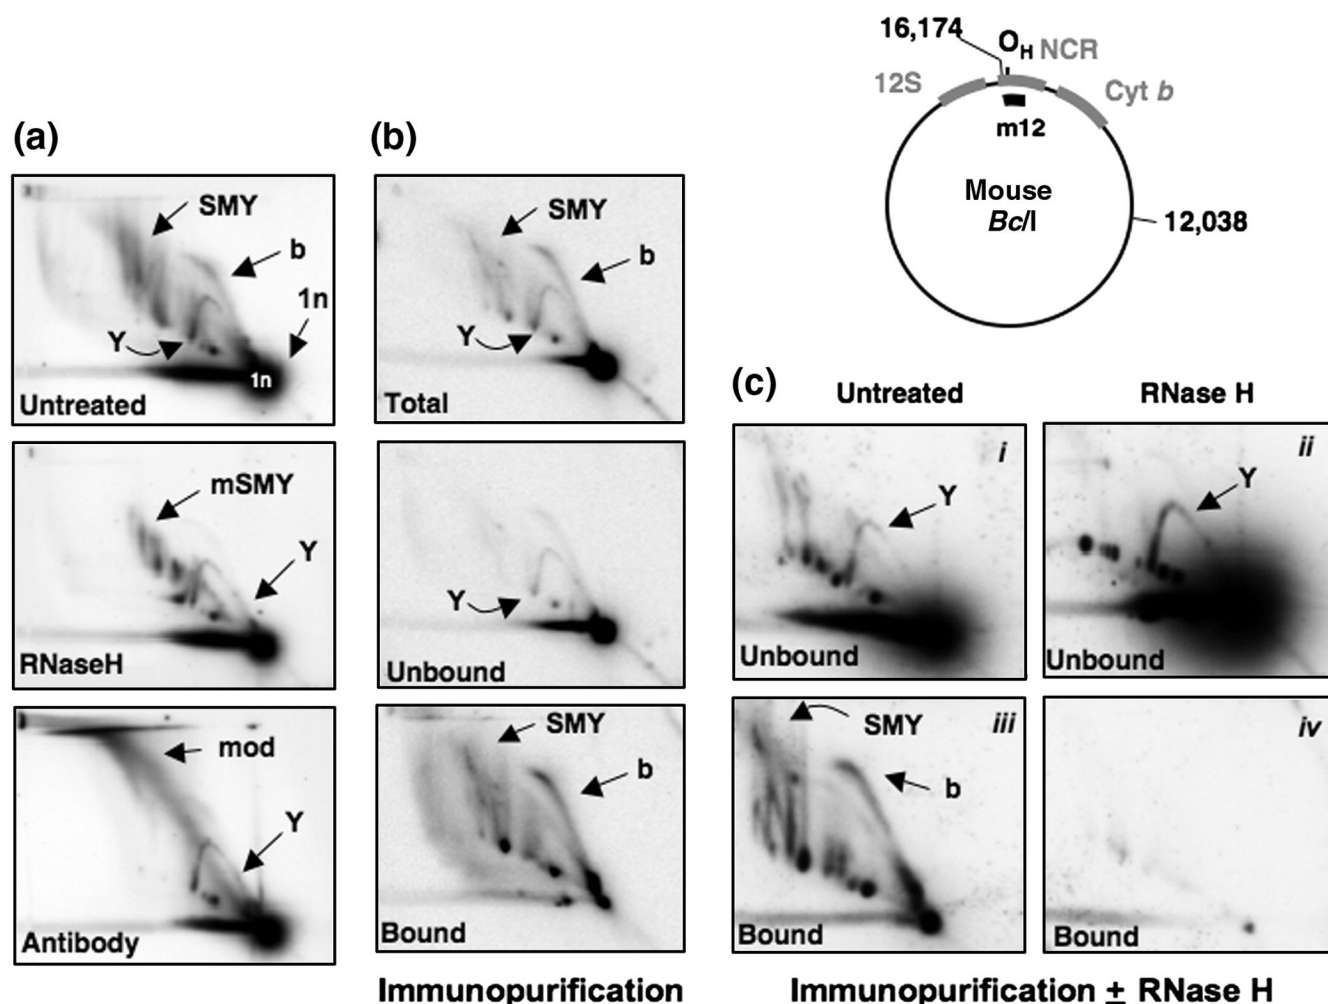 16,174
O_H NCR
12S
Cyt b
m12
Mouse
BclI
12,038
(a)
SMY
b
1n
Y
1n
Untreated
mSMY
Y
RNaseH
mod
Y
Antibody
(b)
SMY
b
Y
Total
Y
Unbound
SMY
b
Bound
Immunopurification
(c)
Untreated
RNase H
i
Y
Unbound
ii
Y
Unbound
SMY
iii
b
Bound
iv
Bound
Immunopurification ± RNase H